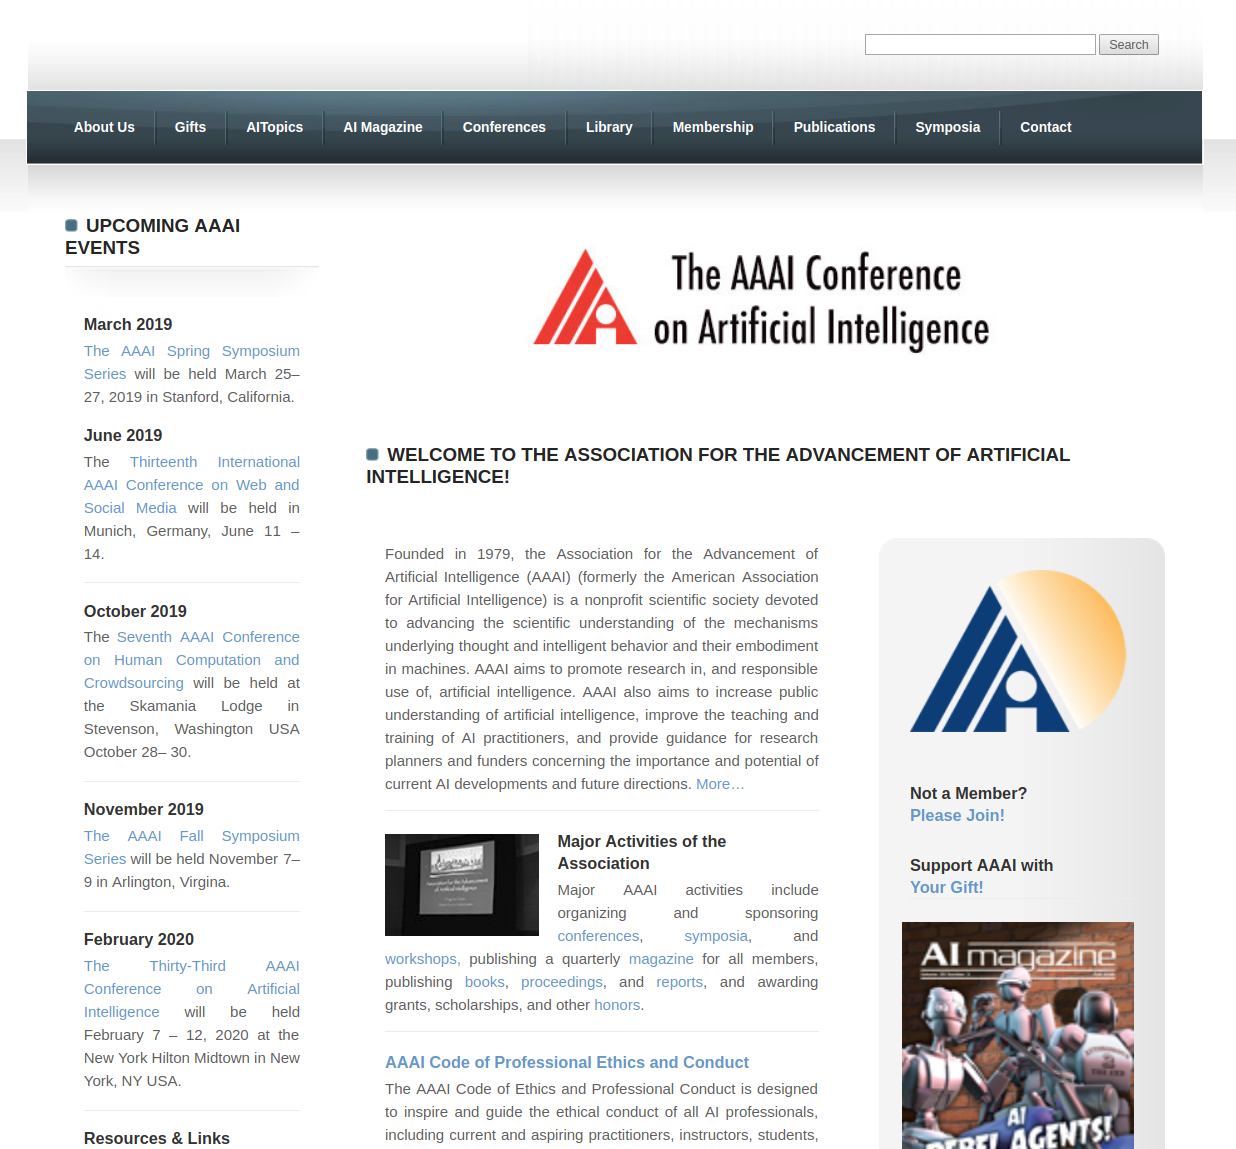 Search
About Us
Gifts
AITopics
AI Magazine
Conferences
Library
Membership
Publications
Symposia
Contact
UPCOMING AAAI
EVENTS
March 2019
The AAAI Spring Symposium
Series will be held March 25–
27, 2019 in Stanford, California.
June 2019
The Thirteenth International
AAAI Conference on Web and
Social Media will be held in
Munich, Germany, June 11 –
14.
October 2019
The Seventh AAAI Conference
on Human Computation and
Crowdsourcing will be held at
the Skamania Lodge in
Stevenson, Washington USA
October 28– 30.
November 2019
The AAAI Fall Symposium
Series will be held November 7–
9 in Arlington, Virgina.
February 2020
The Thirty-Third AAAI
Conference on Artificial
Intelligence will be held
February 7 – 12, 2020 at the
New York Hilton Midtown in New
York, NY USA.
Resources & Links
The AAAI Conference
on Artificial Intelligence
WELCOME TO THE ASSOCIATION FOR THE ADVANCEMENT OF ARTIFICIAL
INTELLIGENCE!
Founded in 1979, the Association for the Advancement of
Artificial Intelligence (AAAI) (formerly the American Association
for Artificial Intelligence) is a nonprofit scientific society devoted
to advancing the scientific understanding of the mechanisms
underlying thought and intelligent behavior and their embodiment
in machines. AAAI aims to promote research in, and responsible
use of, artificial intelligence. AAAI also aims to increase public
understanding of artificial intelligence, improve the teaching and
training of AI practitioners, and provide guidance for research
planners and funders concerning the importance and potential of
current AI developments and future directions. More…
Association for the Advancement
of Artificial Intelligence
Major Activities of the
Association
Major AAAI activities include
organizing and sponsoring
conferences, symposia, and
workshops, publishing a quarterly magazine for all members,
publishing books, proceedings, and reports, and awarding
grants, scholarships, and other honors.
AAAI Code of Professional Ethics and Conduct
The AAAI Code of Ethics and Professional Conduct is designed
to inspire and guide the ethical conduct of all AI professionals,
including current and aspiring practitioners, instructors, students,
Not a Member?
Please Join!
Support AAAI with
Your Gift!
AI magazine
2
THE END
AI
REBEL AGENTS!